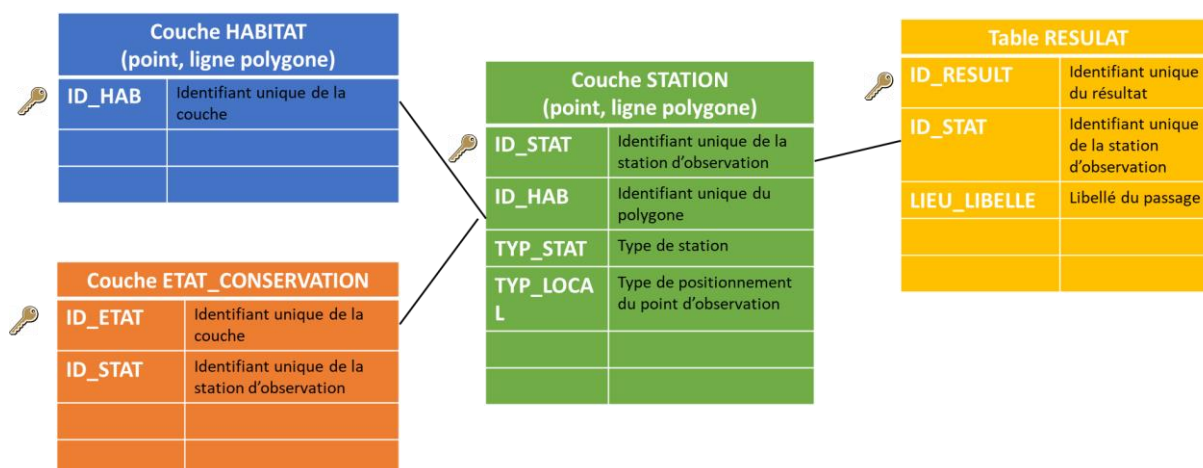 Couche HABITAT
(point, ligne polygone)
ID_HAB
Identifiant unique de la
couche
Couche ETAT_CONSERVATION
ID_ETAT
Identifiant unique de la
couche
ID_STAT
Identifiant unique de la
station d'observation
Couche STATION
(point, ligne polygone)
ID_STAT
Identifiant unique de la
station d'observation
ID_HAB
Identifiant unique du
polygone
TYP_STAT
Type de station
TYP_LOCA
L
Type de positionnement
du point d'observation
Table RESULAT
ID_RESULT
Identifiant unique
du résultat
ID_STAT
Identifiant unique
de la station
d'observation
LIEU_LIBELLE
Libellé du passage